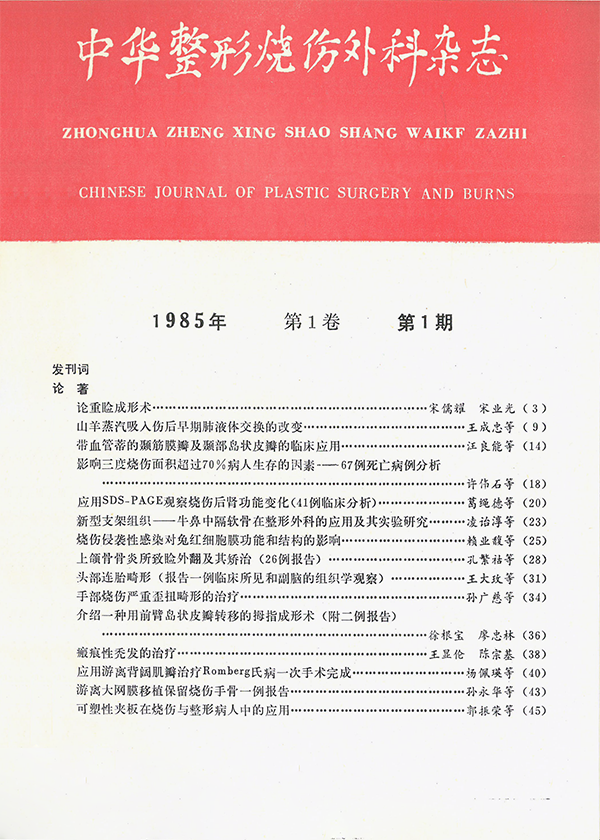 中华整形烧伤外科杂志
ZHONGHUA ZHENG XING SHAO SHANG WAIKF ZAZHI
CHINESE JOURNAL OF PLASTIC SURGERY AND BURNS
1985年 第1卷 第1期
发刊词
论 著
论重睑成形术……………………………………宋儒耀 宋业光（3）
山羊蒸汽吸入伤后早期肺液体交换的改变……………………王成忠等（9）
带血管蒂的颞筋膜瓣及颞部岛状皮瓣的临床应用………………汪良能等（14）
影响三度烧伤面积超过70％病人生存的因素——67例死亡病例分析
……………………………………………………许伟石等（18）
应用SDS-PAGE观察烧伤后肾功能变化(41例临床分析)……………葛绳德等（20）
新型支架组织——牛鼻中隔软骨在整形外科的应用及其实验研究………凌诒淳等（23）
烧伤侵袭性感染对兔红细胞膜功能和结构的影响………………赖业馥等（25）
上颌骨骨炎所致睑外翻及其矫治（26例报告）…………………孔繁祜等（28）
头部连胎畸形（报告一例临床所见和副脑的组织学观察）…………王大玫等（31）
手部烧伤严重歪扭畸形的治疗……………………………孙广慈等（34）
介绍一种用前臂岛状皮瓣转移的拇指成形术（附二例报告）
……………………………………………………徐根宝 廖忠林（36）
瘢痕性秃发的治疗…………………………………王显伦 陈宗基（38）
应用游离背阔肌瓣治疗Romberg氏病一次手术完成………………杨佩瑛等（40）
游离大网膜移植保留烧伤手骨一例报告……………………孙永华等（43）
可塑性夹板在烧伤与整形病人中的应用……………………郭振荣等（45）